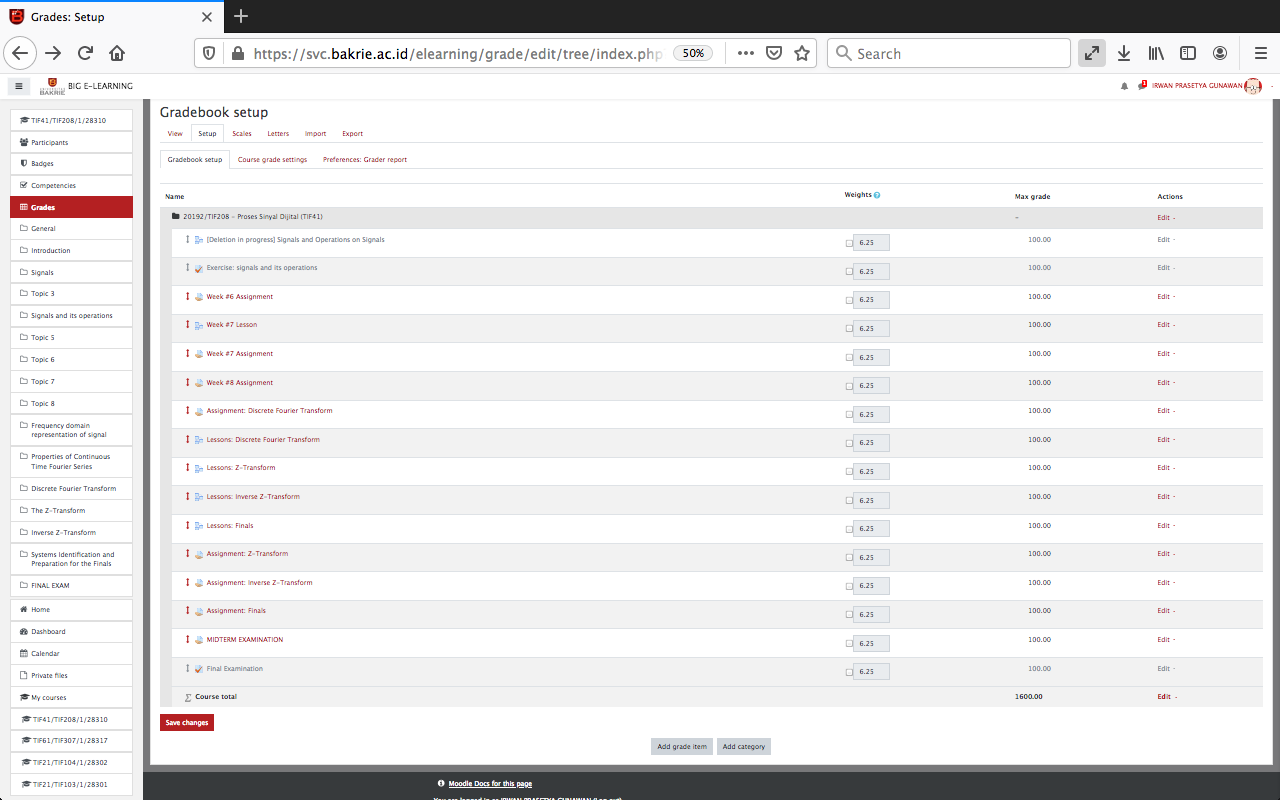 Grades: Setup
https://svc.bakrie.ac.id/elearning/grade/edit/tree/index.php
50%
Search
BAKRIE
BIG E-LEARNING
IRWAN PRASETYA GUNAWAN
TIF41/TIF208/1/28310
Participants
Badges
Competencies
Grades
General
Introduction
Signals
Topic 3
Signals and its operations
Topic 5
Topic 6
Topic 7
Topic 8
Frequency domain
representation of signal
Properties of Continuous
Time Fourier Series
Discrete Fourier Transform
The Z-Transform
Inverse Z-Transform
Systems Identification and
Preparation for the Finals
FINAL EXAM
Home
Dashboard
Calendar
Private files
My courses
TIF41/TIF208/1/28310
TIF61/TIF307/1/28317
TIF21/TIF104/1/28302
TIF21/TIF103/1/28301
Gradebook setup
View Setup Scales Letters Import Export
Gradebook setup Course grade settings Preferences: Grader report
Name Weights Max grade Actions
20192/TIF208 - Proses Sinyal Dijital (TIF41) - Edit
[Deletion in progress] Signals and Operations on Signals 6.25 100.00 Edit
Exercise: signals and its operations 6.25 100.00 Edit
Week #6 Assignment 6.25 100.00 Edit
Week #7 Lesson 6.25 100.00 Edit
Week #7 Assignment 6.25 100.00 Edit
Week #8 Assignment 6.25 100.00 Edit
Assignment: Discrete Fourier Transform 6.25 100.00 Edit
Lessons: Discrete Fourier Transform 6.25 100.00 Edit
Lessons: Z-Transform 6.25 100.00 Edit
Lessons: Inverse Z-Transform 6.25 100.00 Edit
Lessons: Finals 6.25 100.00 Edit
Assignment: Z-Transform 6.25 100.00 Edit
Assignment: Inverse Z-Transform 6.25 100.00 Edit
Assignment: Finals 6.25 100.00 Edit
MIDTERM EXAMINATION 6.25 100.00 Edit
Final Examination 6.25 100.00 Edit
Course total 1600.00 Edit
Save changes
Add grade item Add category
Moodle Docs for this page
You are logged in as IRWAN PRASETYA GUNAWAN (Log out)